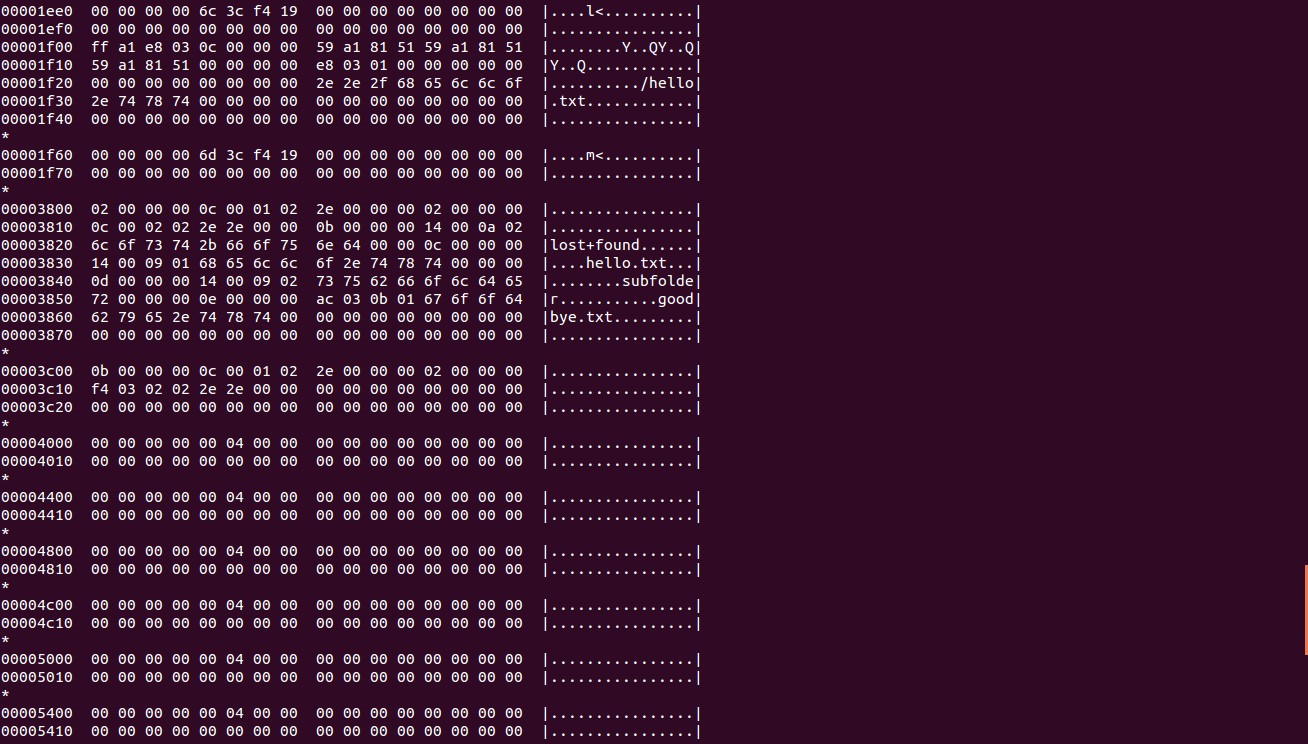 00001ee0  00 00 00 00 6c 3c f4 19  00 00 00 00 00 00 00 00  |....l<..........|
00001ef0  00 00 00 00 00 00 00 00  00 00 00 00 00 00 00 00  |................|
00001f00  ff a1 e8 03 0c 00 00 00  59 a1 81 51 59 a1 81 51  |........Y..QY..Q|
00001f10  59 a1 81 51 00 00 00 00  e8 03 01 00 00 00 00 00  |Y..Q............|
00001f20  00 00 00 00 00 00 00 00  2e 2e 2f 68 65 6c 6c 6f  |........../hello|
00001f30  2e 74 78 74 00 00 00 00  00 00 00 00 00 00 00 00  |.txt............|
00001f40  00 00 00 00 00 00 00 00  00 00 00 00 00 00 00 00  |................|
*
00001f60  00 00 00 00 6d 3c f4 19  00 00 00 00 00 00 00 00  |....m<..........|
00001f70  00 00 00 00 00 00 00 00  00 00 00 00 00 00 00 00  |................|
*
00003800  02 00 00 00 0c 00 01 02  2e 00 00 00 02 00 00 00  |................|
00003810  0c 00 02 02 2e 2e 00 00  0b 00 00 00 14 00 0a 02  |................|
00003820  6c 6f 73 74 2b 66 6f 75  6e 64 00 00 0c 00 00 00  |lost+found......|
00003830  14 00 09 01 68 65 6c 6c  6f 2e 74 78 74 00 00 00  |....hello.txt...|
00003840  0d 00 00 00 14 00 09 02  73 75 62 66 6f 6c 64 65  |........subfolde|
00003850  72 00 00 00 0e 00 00 00  ac 03 0b 01 67 6f 6f 64  |r...........good|
00003860  62 79 65 2e 74 78 74 00  00 00 00 00 00 00 00 00  |bye.txt.........|
00003870  00 00 00 00 00 00 00 00  00 00 00 00 00 00 00 00  |................|
*
00003c00  0b 00 00 00 0c 00 01 02  2e 00 00 00 02 00 00 00  |................|
00003c10  f4 03 02 02 2e 2e 00 00  00 00 00 00 00 00 00 00  |................|
00003c20  00 00 00 00 00 00 00 00  00 00 00 00 00 00 00 00  |................|
*
00004000  00 00 00 00 00 04 00 00  00 00 00 00 00 00 00 00  |................|
00004010  00 00 00 00 00 00 00 00  00 00 00 00 00 00 00 00  |................|
*
00004400  00 00 00 00 00 04 00 00  00 00 00 00 00 00 00 00  |................|
00004410  00 00 00 00 00 00 00 00  00 00 00 00 00 00 00 00  |................|
*
00004800  00 00 00 00 00 04 00 00  00 00 00 00 00 00 00 00  |................|
00004810  00 00 00 00 00 00 00 00  00 00 00 00 00 00 00 00  |................|
*
00004c00  00 00 00 00 00 04 00 00  00 00 00 00 00 00 00 00  |................|
00004c10  00 00 00 00 00 00 00 00  00 00 00 00 00 00 00 00  |................|
*
00005000  00 00 00 00 00 04 00 00  00 00 00 00 00 00 00 00  |................|
00005010  00 00 00 00 00 00 00 00  00 00 00 00 00 00 00 00  |................|
*
00005400  00 00 00 00 00 04 00 00  00 00 00 00 00 00 00 00  |................|
00005410  00 00 00 00 00 00 00 00  00 00 00 00 00 00 00 00  |................|